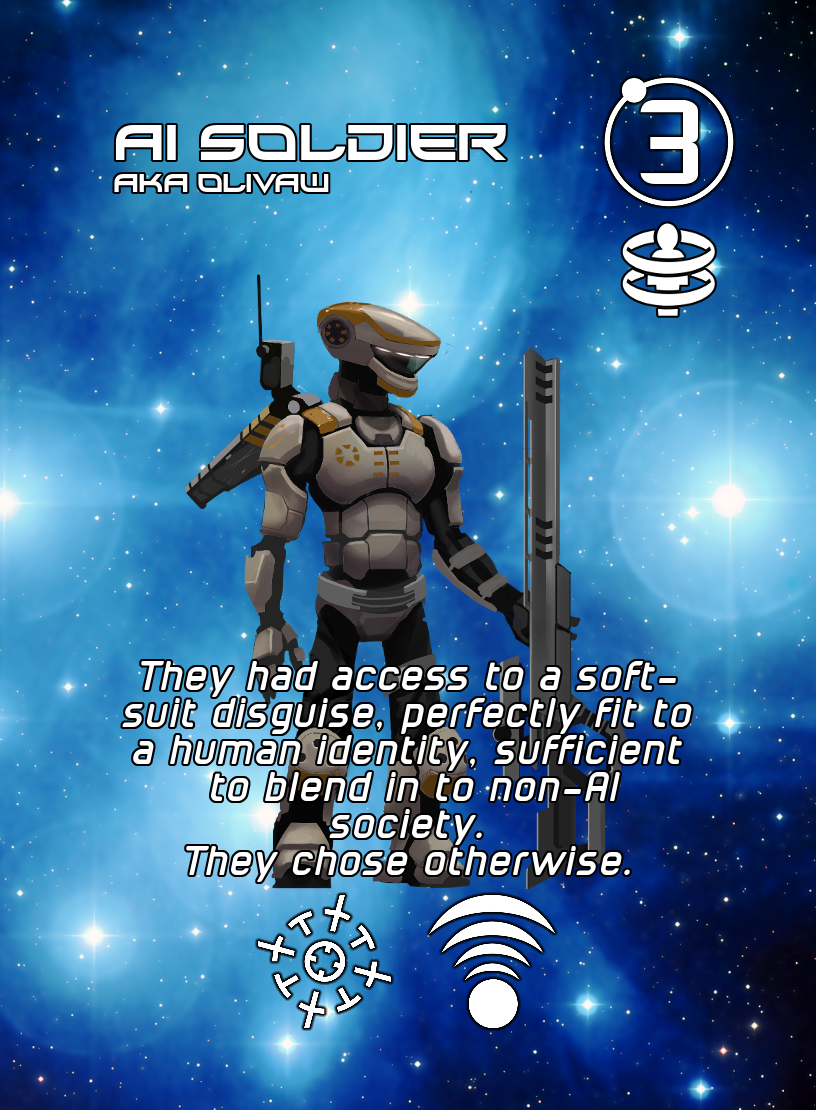 AI SOLDIER
AKA OLIVAW
3
They had access to a soft-
suit disguise, perfectly fit to
a human identity, sufficient
to blend in to non-AI
society.
They chose otherwise.